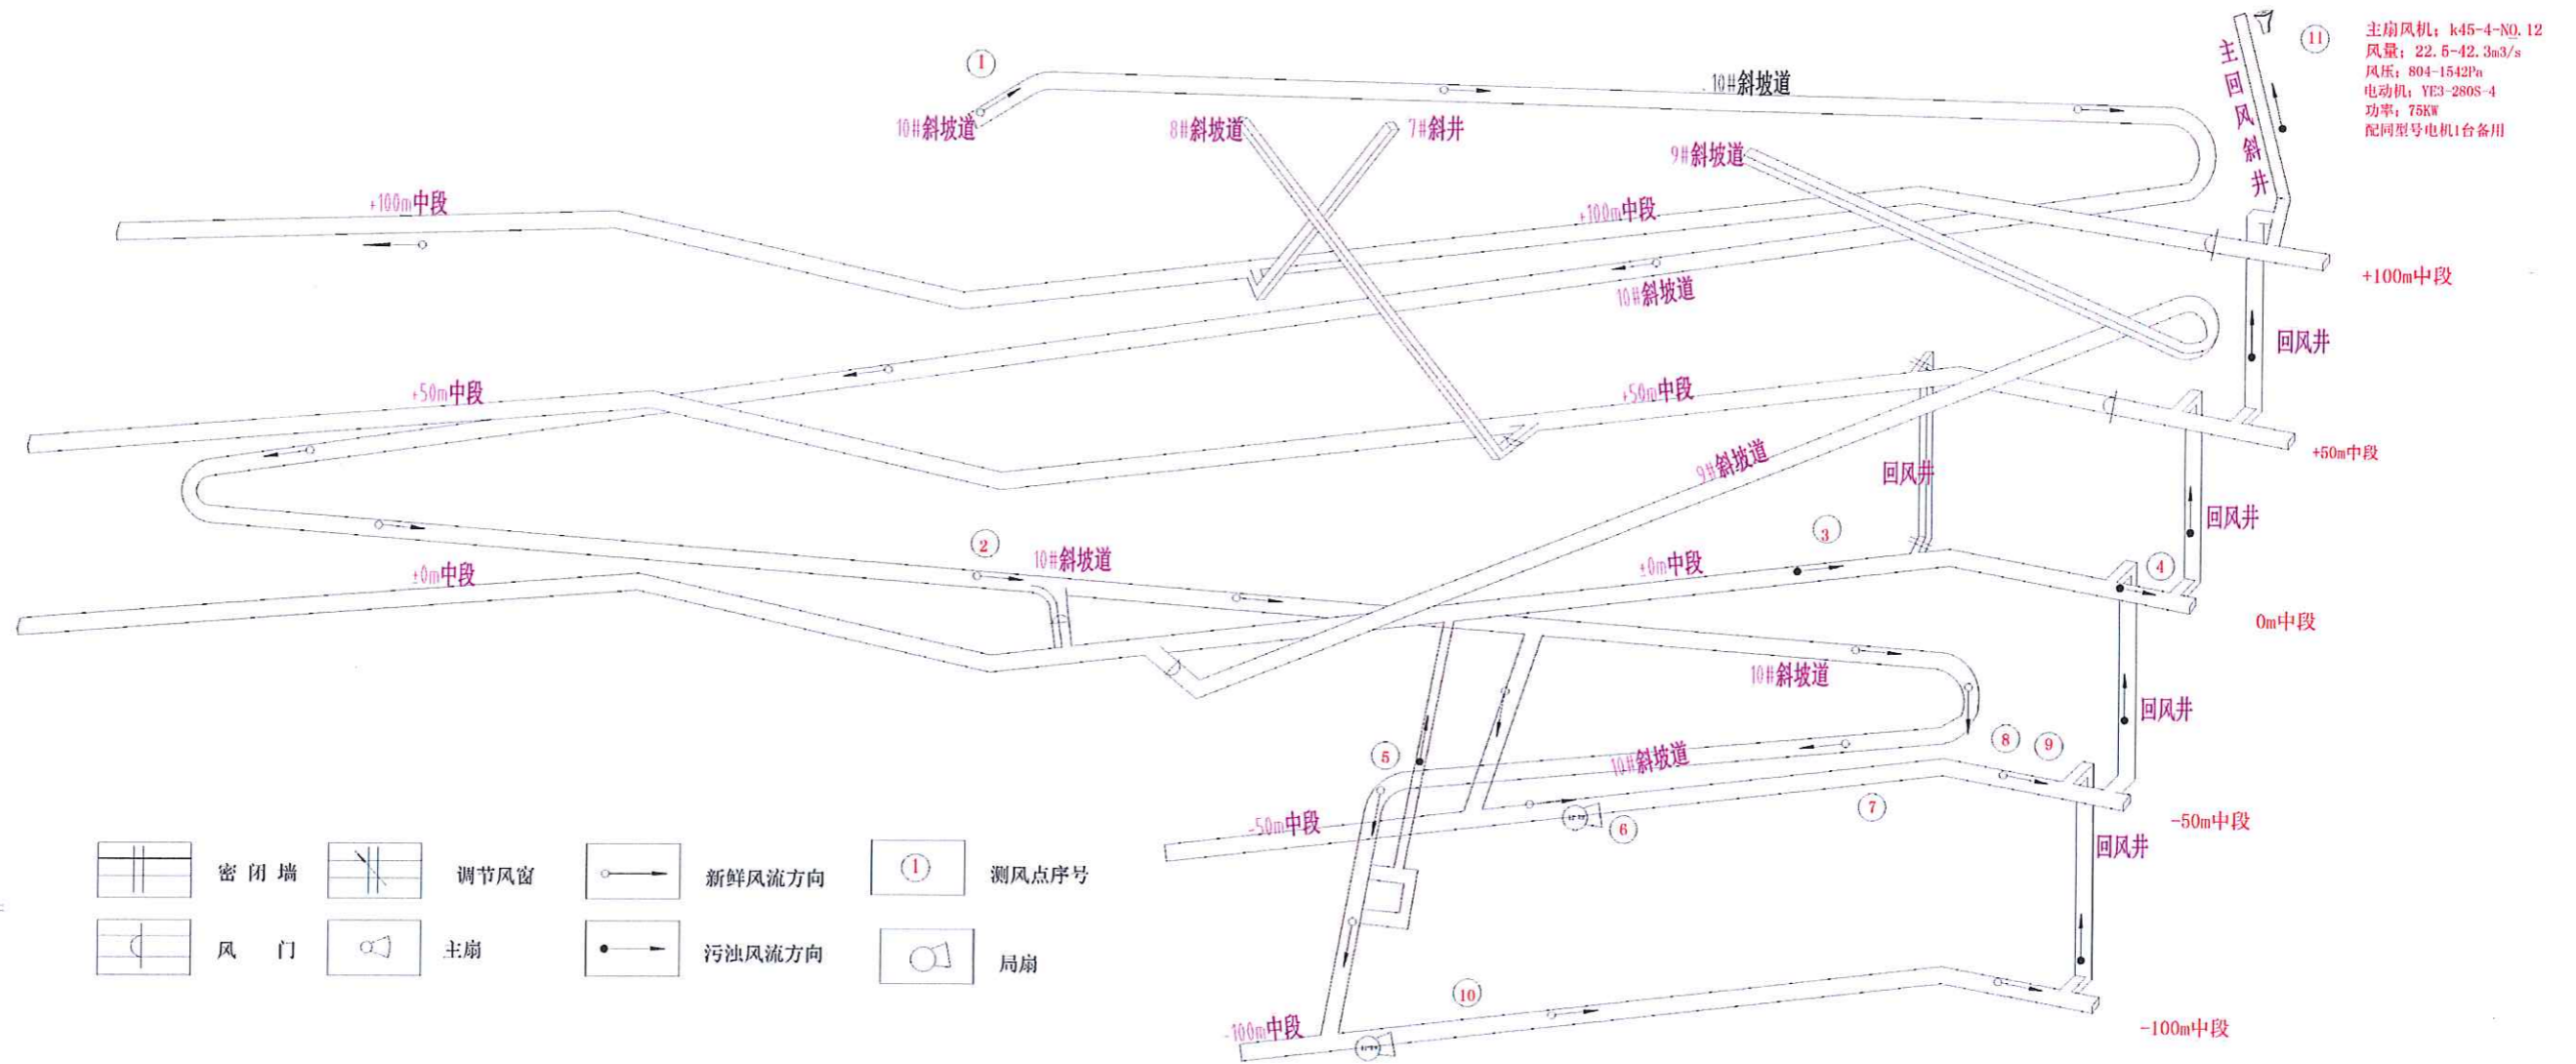 主扇风机：k45-4-NO.12
风量：22.5-42.3m3/s
风压：804-1542Pa
电动机：YE3-280S-4
功率：75KW
配同型号电机1台备用
11
主回风斜井
1
10#斜坡道
10#斜坡道
8#斜坡道
7#斜井
9#斜坡道
+100m中段
+100m中段
+100m中段
10#斜坡道
回风井
+50m中段
+50m中段
+50m中段
9#斜坡道
回风井
回风井
2
10#斜坡道
3
±0m中段
±0m中段
4
0m中段
10#斜坡道
回风井
5
10#斜坡道
8
9
7
6
-50m中段
-50m中段
回风井
10
-100m中段
-100m中段
密闭墙
调节风窗
新鲜风流方向
1
测风点序号
风门
主扇
污浊风流方向
局扇